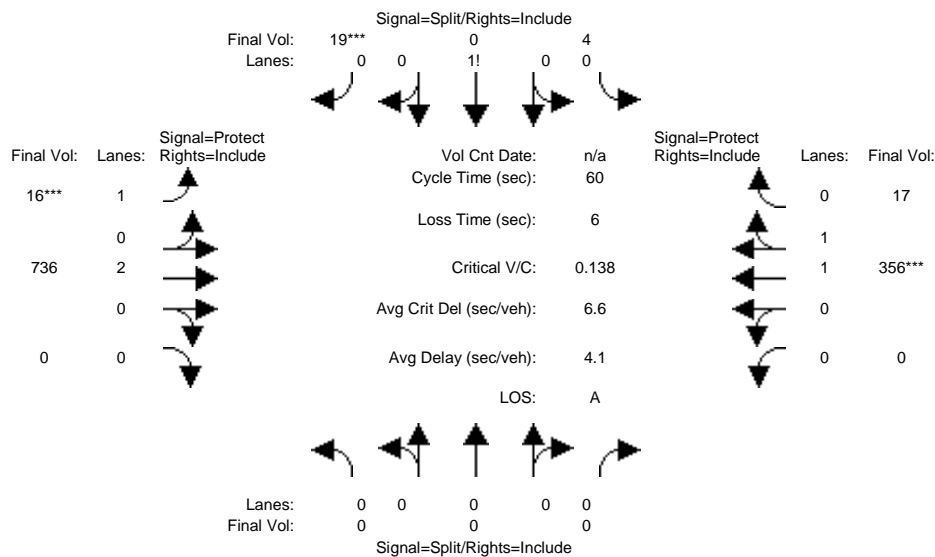 Signal=Split/Rights=Include
Final Vol: 19*** 0 4
Lanes: 0 0 1! 0 0
Signal=Protect
Final Vol: Lanes: Rights=Include
Vol Cnt Date: n/a
Signal=Protect
Rights=Include Lanes: Final Vol:
Cycle Time (sec): 60
16*** 1
0 17
Loss Time (sec): 6
0
1
736 2
Critical V/C: 0.138
1 356***
0
Avg Crit Del (sec/veh): 6.6
0
0 0
Avg Delay (sec/veh): 4.1
0 0
LOS: A
Lanes: 0 0 0 0 0
Final Vol: 0 0 0
Signal=Split/Rights=Include